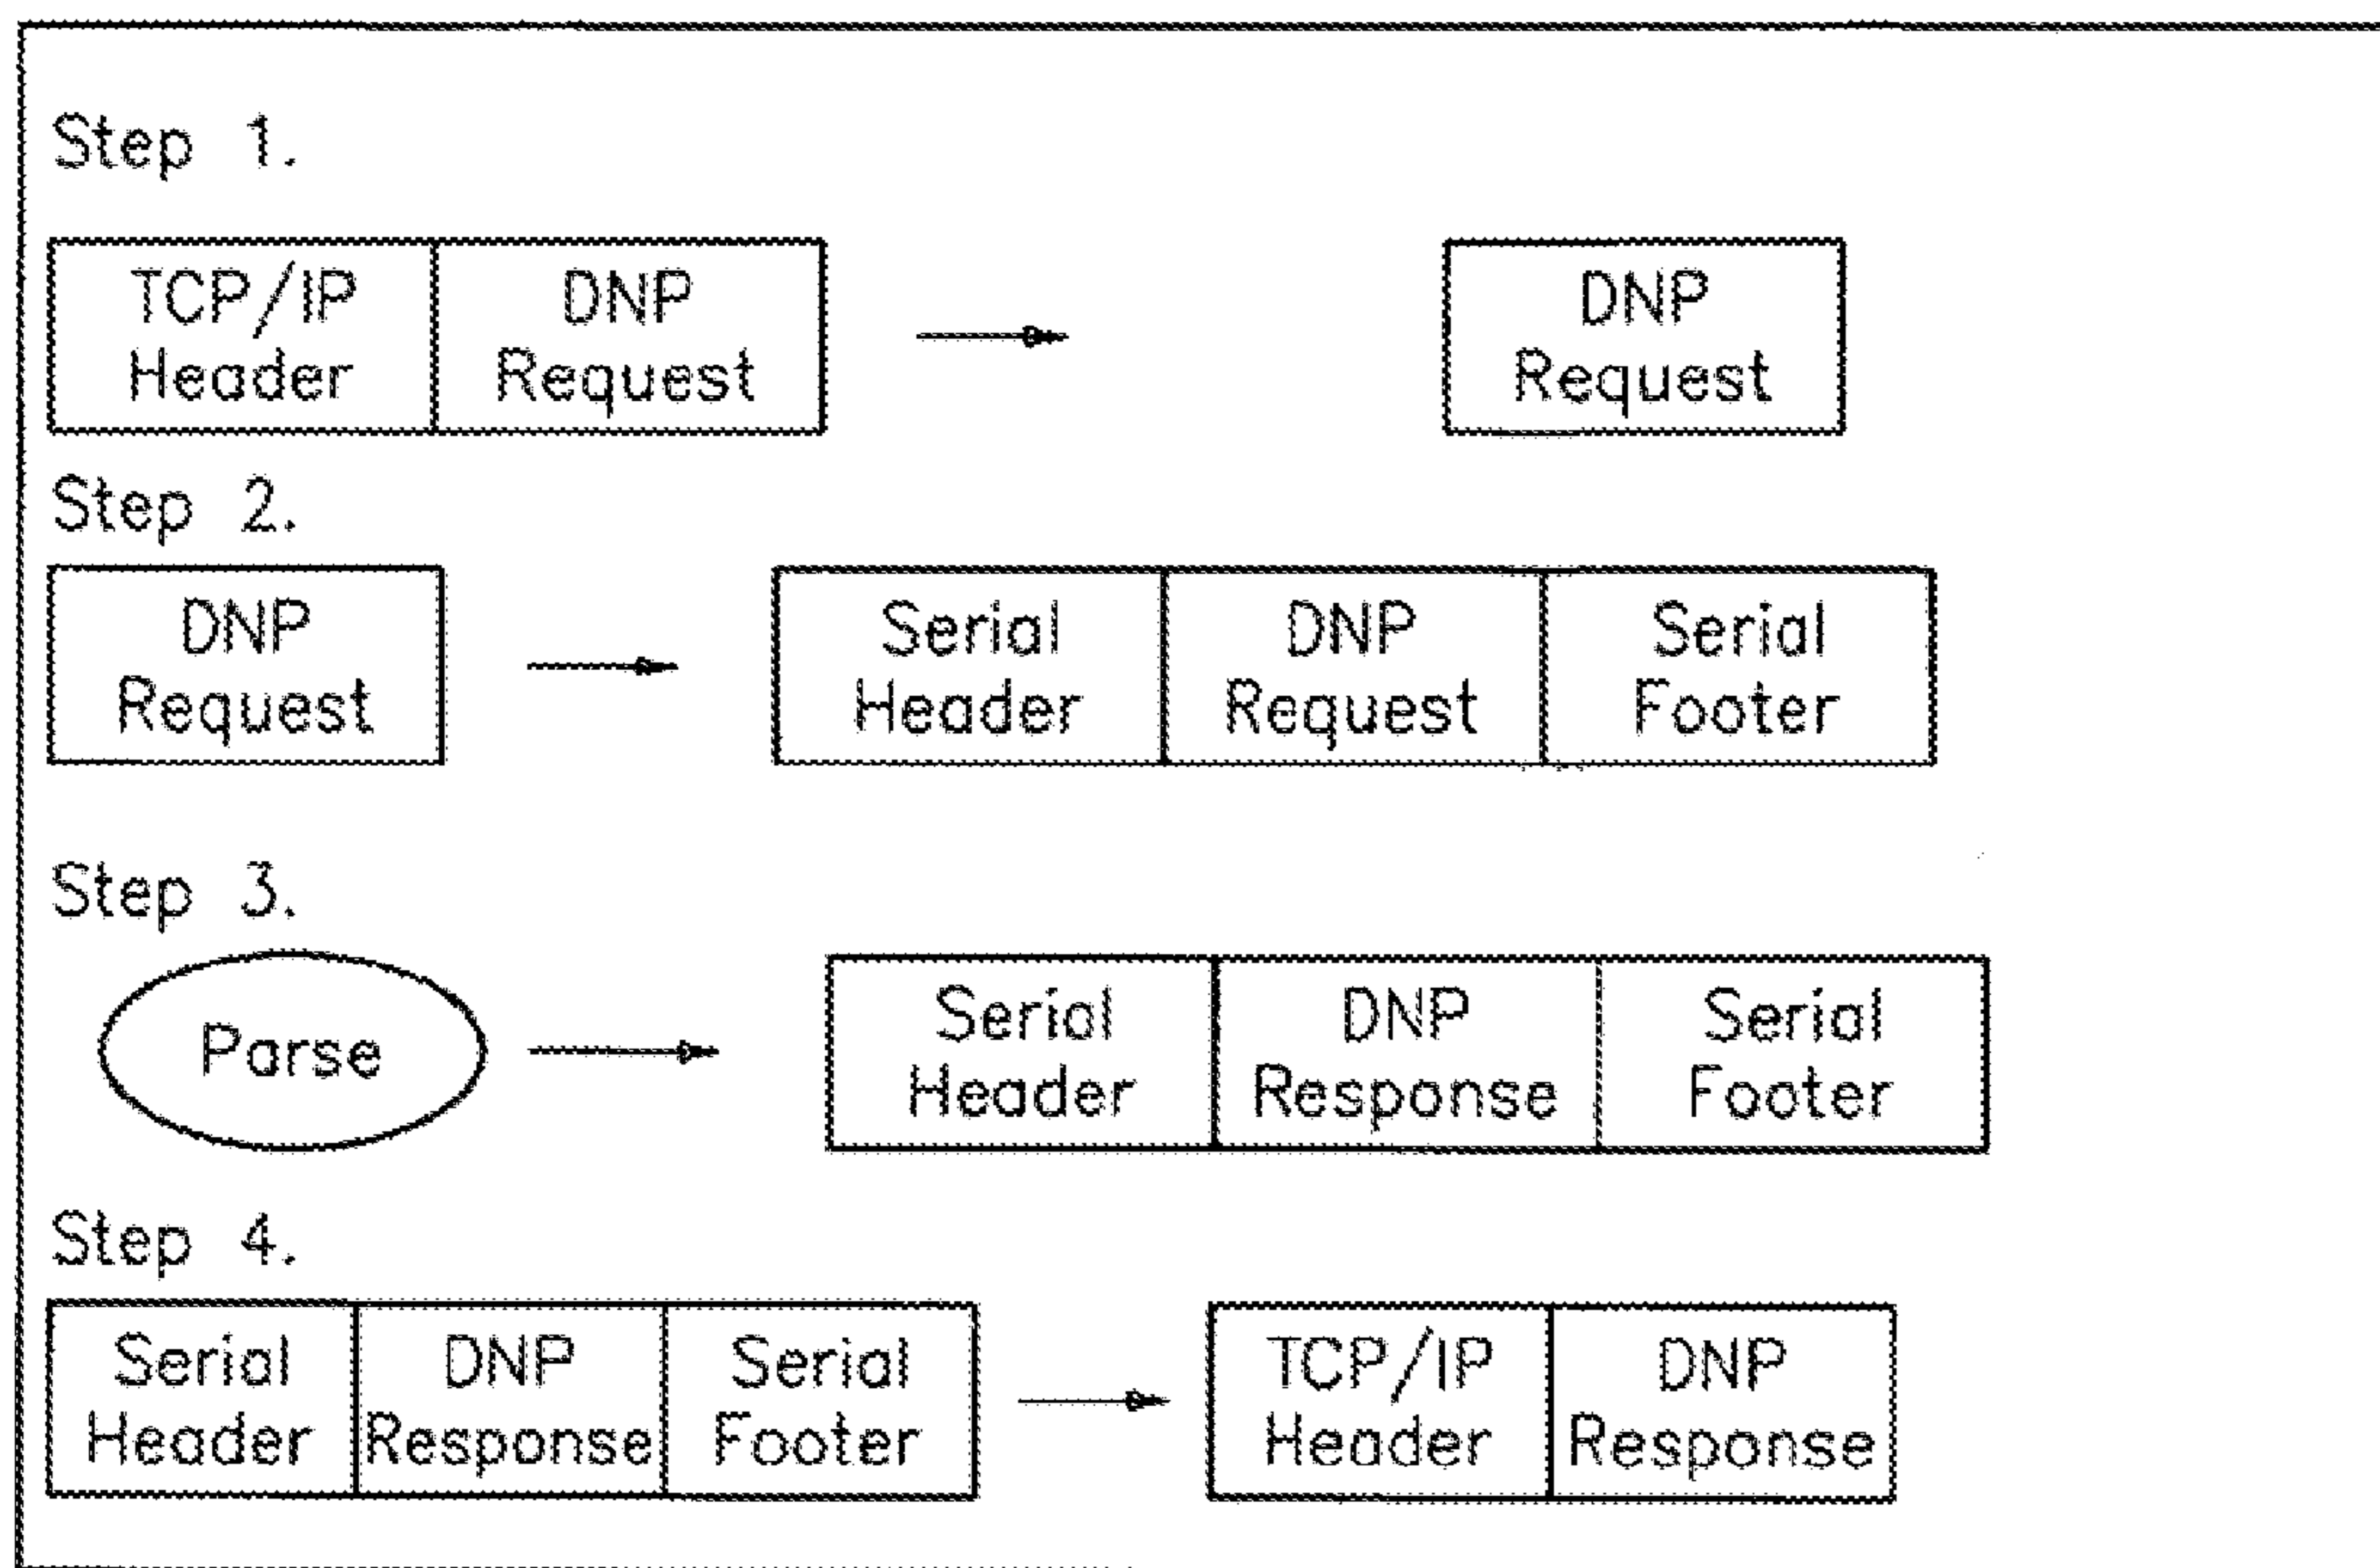 Step 1.
TCP/IP
Header
DNP
Request
DNP
Request
Step 2.
DNP
Request
Serial
Header
DNP
Request
Serial
Footer
Step 3.
Parse
Serial
Header
DNP
Response
Serial
Footer
Step 4.
Serial
Header
DNP
Response
Serial
Footer
TCP/IP
Header
DNP
Response